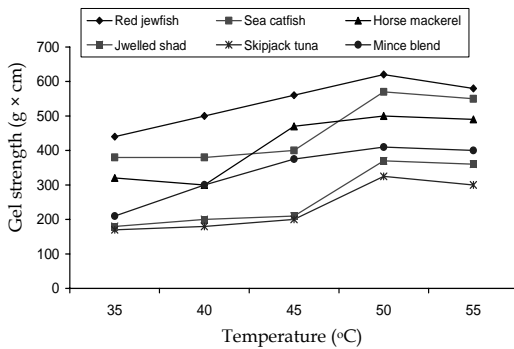 Red jewfish Sea catfish Horse mackerel
Jwelled shad Skipjack tuna Mince blend
Gel strength (g × cm)
700
600
500
400
300
200
100
0
35 40 45 50 55
Temperature (°C)